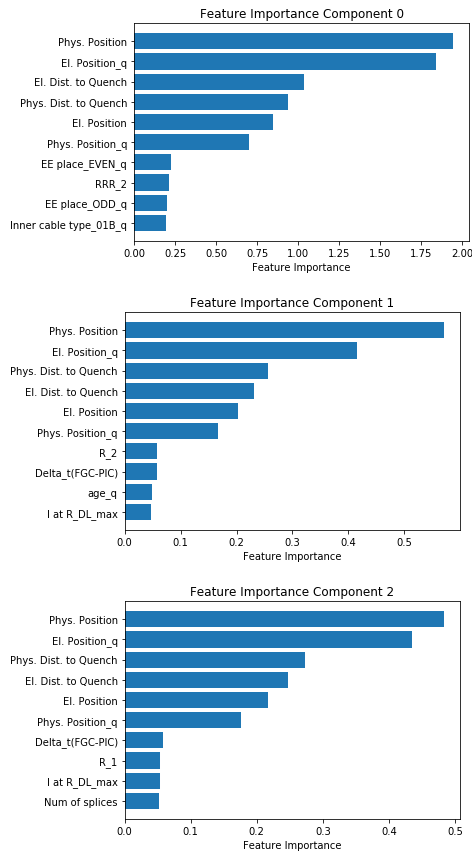 Feature Importance Component 0
Phys. Position
El. Position_q
El. Dist. to Quench
Phys. Dist. to Quench
El. Position
Phys. Position_q
EE place_EVEN_q
RRR_2
EE place_ODD_q
Inner cable type_01B_q
0.00 0.25 0.50 0.75 1.00 1.25 1.50 1.75 2.00
Feature Importance
Feature Importance Component 1
Phys. Position
El. Position_q
Phys. Dist. to Quench
El. Dist. to Quench
El. Position
Phys. Position_q
R_2
Delta_t(FGC-PIC)
age_q
I at R_DL_max
0.0 0.1 0.2 0.3 0.4 0.5
Feature Importance
Feature Importance Component 2
Phys. Position
El. Position_q
Phys. Dist. to Quench
El. Dist. to Quench
El. Position
Phys. Position_q
Delta_t(FGC-PIC)
R_1
I at R_DL_max
Num of splices
0.0 0.1 0.2 0.3 0.4 0.5
Feature Importance